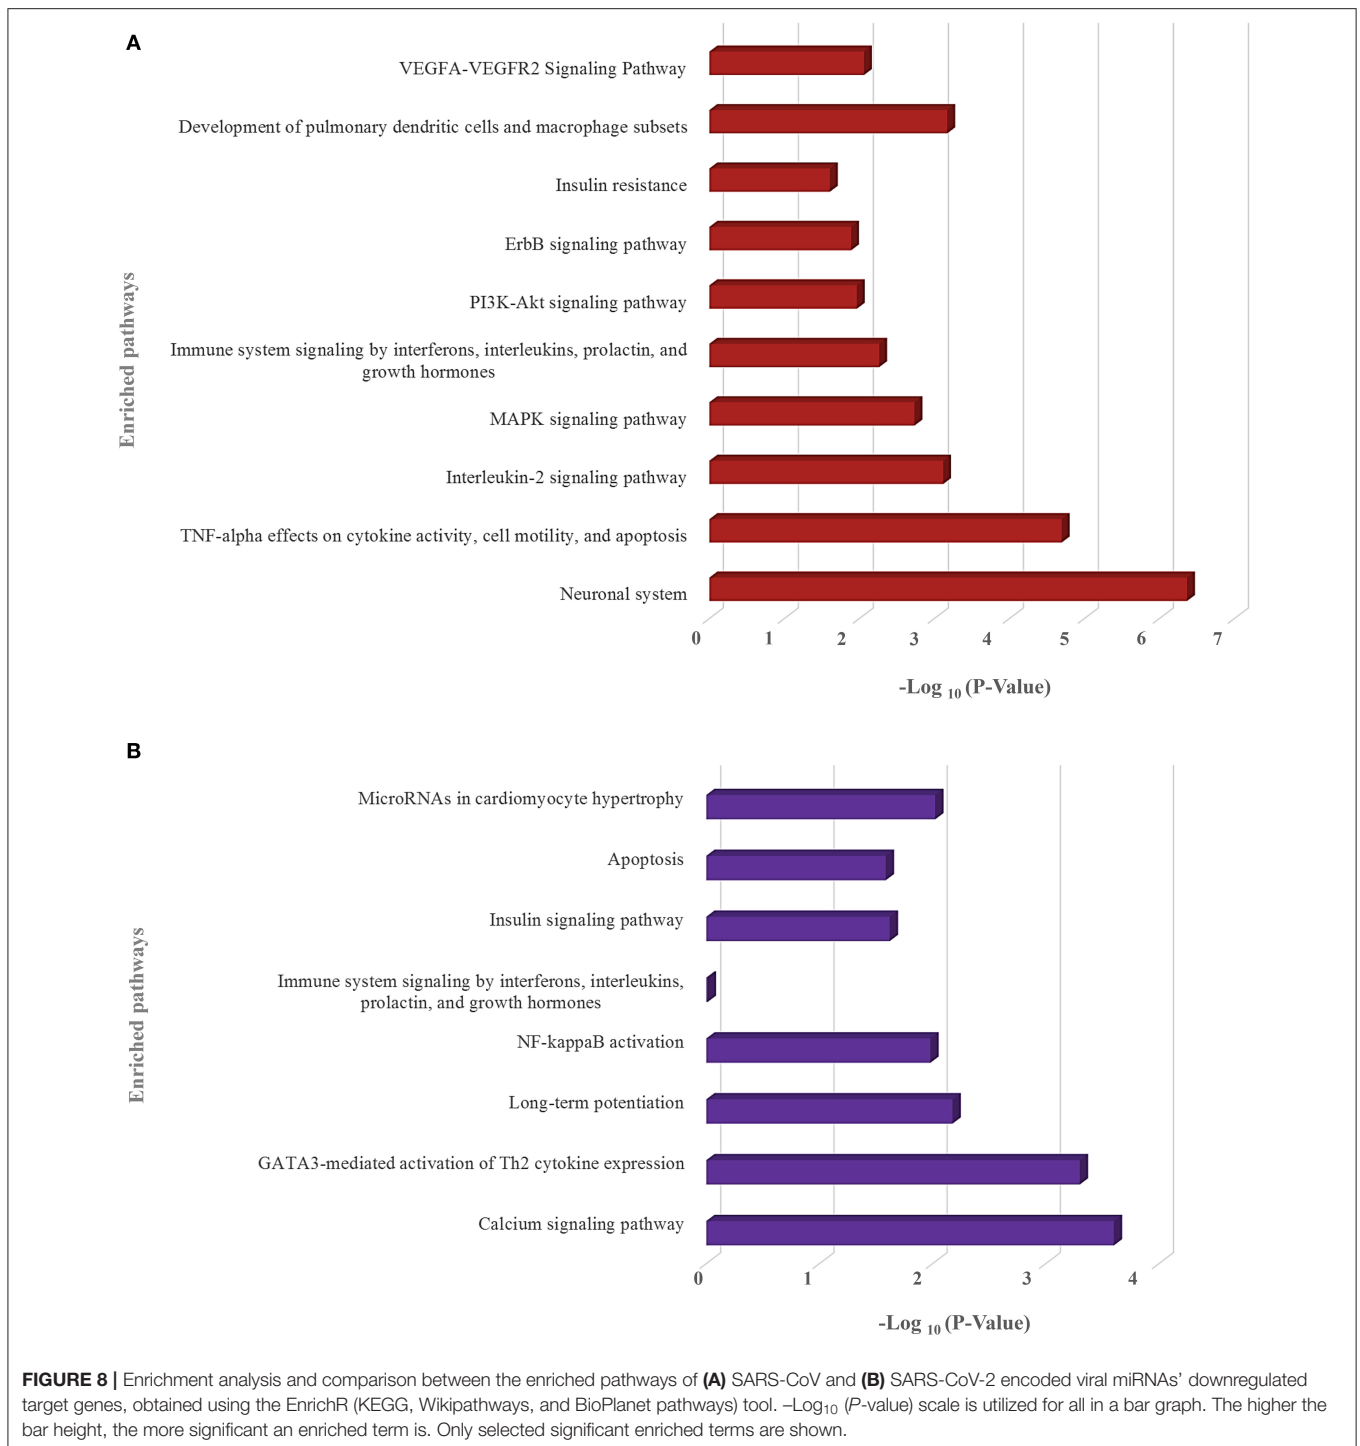 A
VEGFA-VEGFR2 Signaling Pathway
Development of pulmonary dendritic cells and macrophage subsets
Insulin resistance
ErbB signaling pathway
PI3K-Akt signaling pathway
Immune system signaling by interferons, interleukins, prolactin, and
growth hormones
MAPK signaling pathway
Interleukin-2 signaling pathway
TNF-alpha effects on cytokine activity, cell motility, and apoptosis
Neuronal system
Enriched pathways
0 1 2 3 4 5 6 7
-Log 10 (P-Value)
B
MicroRNAs in cardiomyocyte hypertrophy
Apoptosis
Insulin signaling pathway
Immune system signaling by interferons, interleukins,
prolactin, and growth hormones
NF-kappaB activation
Long-term potentiation
GATA3-mediated activation of Th2 cytokine expression
Calcium signaling pathway
Enriched pathways
0 1 2 3 4
-Log 10 (P-Value)
FIGURE 8 | Enrichment analysis and comparison between the enriched pathways of (A) SARS-CoV and (B) SARS-CoV-2 encoded viral miRNAs’ downregulated
target genes, obtained using the EnrichR (KEGG, Wikipathways, and BioPlanet pathways) tool. –Log10 (P-value) scale is utilized for all in a bar graph. The higher the
bar height, the more significant an enriched term is. Only selected significant enriched terms are shown.